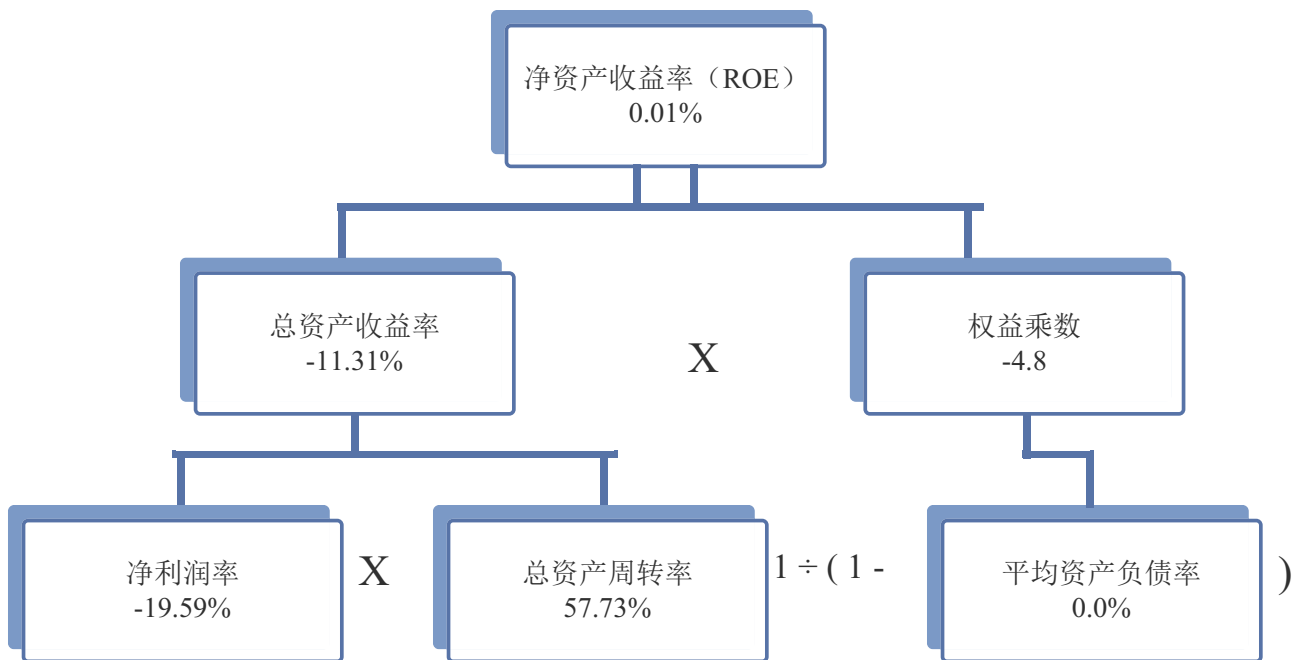 净资产收益率（ROE）
0.01%
总资产收益率
-11.31%
X
权益乘数
-4.8
净利润率
-19.59%
X
总资产周转率
57.73%
1 ÷ ( 1 -
平均资产负债率
0.0%
)